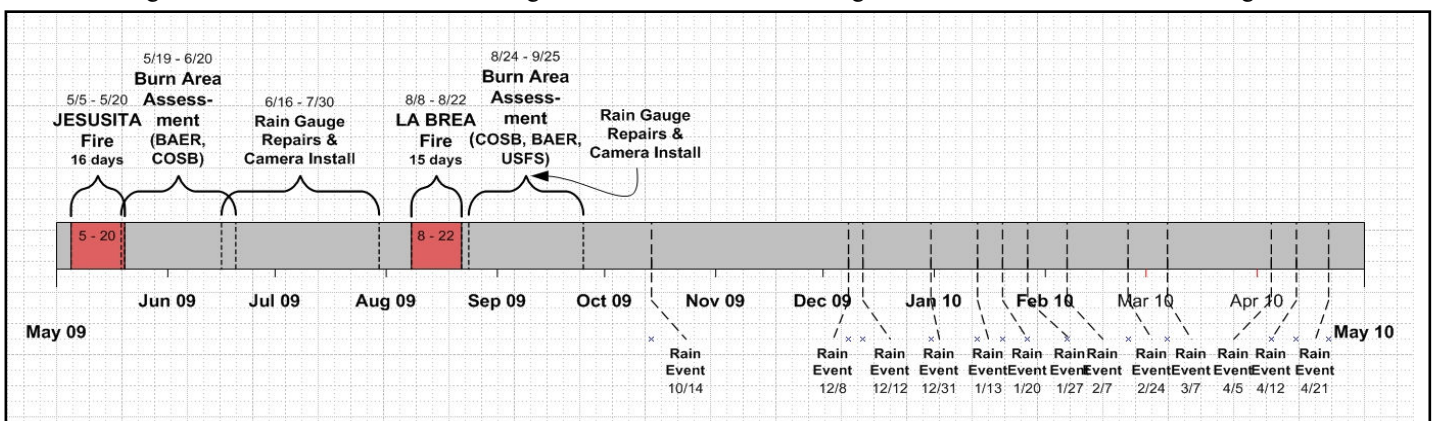 5/5 - 5/20
JESUSITA
Fire
16 days
5/19 - 6/20
Burn Area
Assess-
ment
(BAER,
COSB)
6/16 - 7/30
Rain Gauge
Repairs &
Camera Install
8/8 - 8/22
LA BREA
Fire
15 days
8/24 - 9/25
Burn Area
Assess-
ment
(COSB, BAER,
USFS)
Rain Gauge
Repairs &
Camera Install
5 - 20
8 - 22
Jun 09
Jul 09
Aug 09
Sep 09
Oct 09
Nov 09
Dec 09
Jan 10
Feb 10
Mar 10
Apr 10
May 09
May 10
Rain
Event
10/14
Rain
Event
12/8
Rain
Event
12/12
Rain
Event
12/31
Rain
Event
1/13
Rain
Event
1/20
Rain
Event
1/27
Rain
Event
2/7
Rain
Event
2/24
Rain
Event
3/7
Rain
Event
4/5
Rain
Event
4/12
Rain
Event
4/21